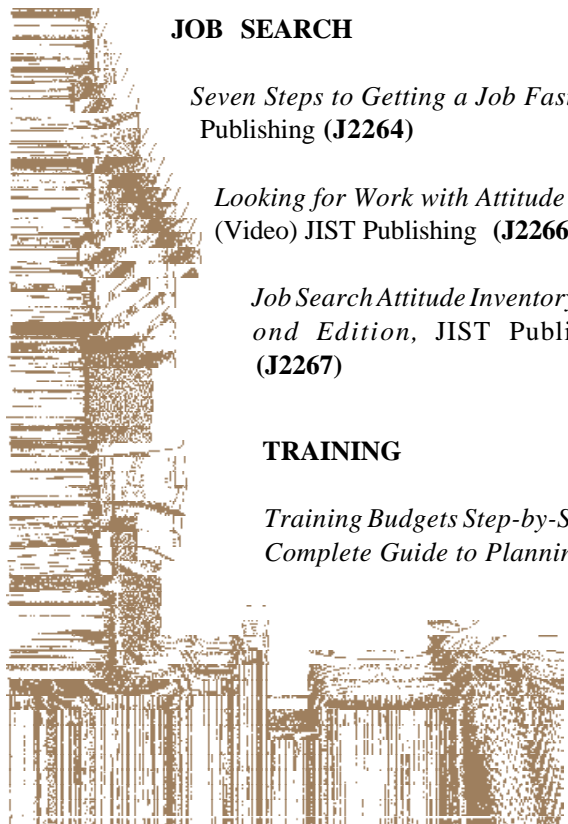 JOB SEARCH
Seven Steps to Getting a Job Fas
Publishing (J2264)
Looking for Work with Attitude
(Video) JIST Publishing (J2266
Job Search Attitude Inventory
ond Edition, JIST Publi
(J2267)
TRAINING
Training Budgets Step-by-S
Complete Guide to Plannin